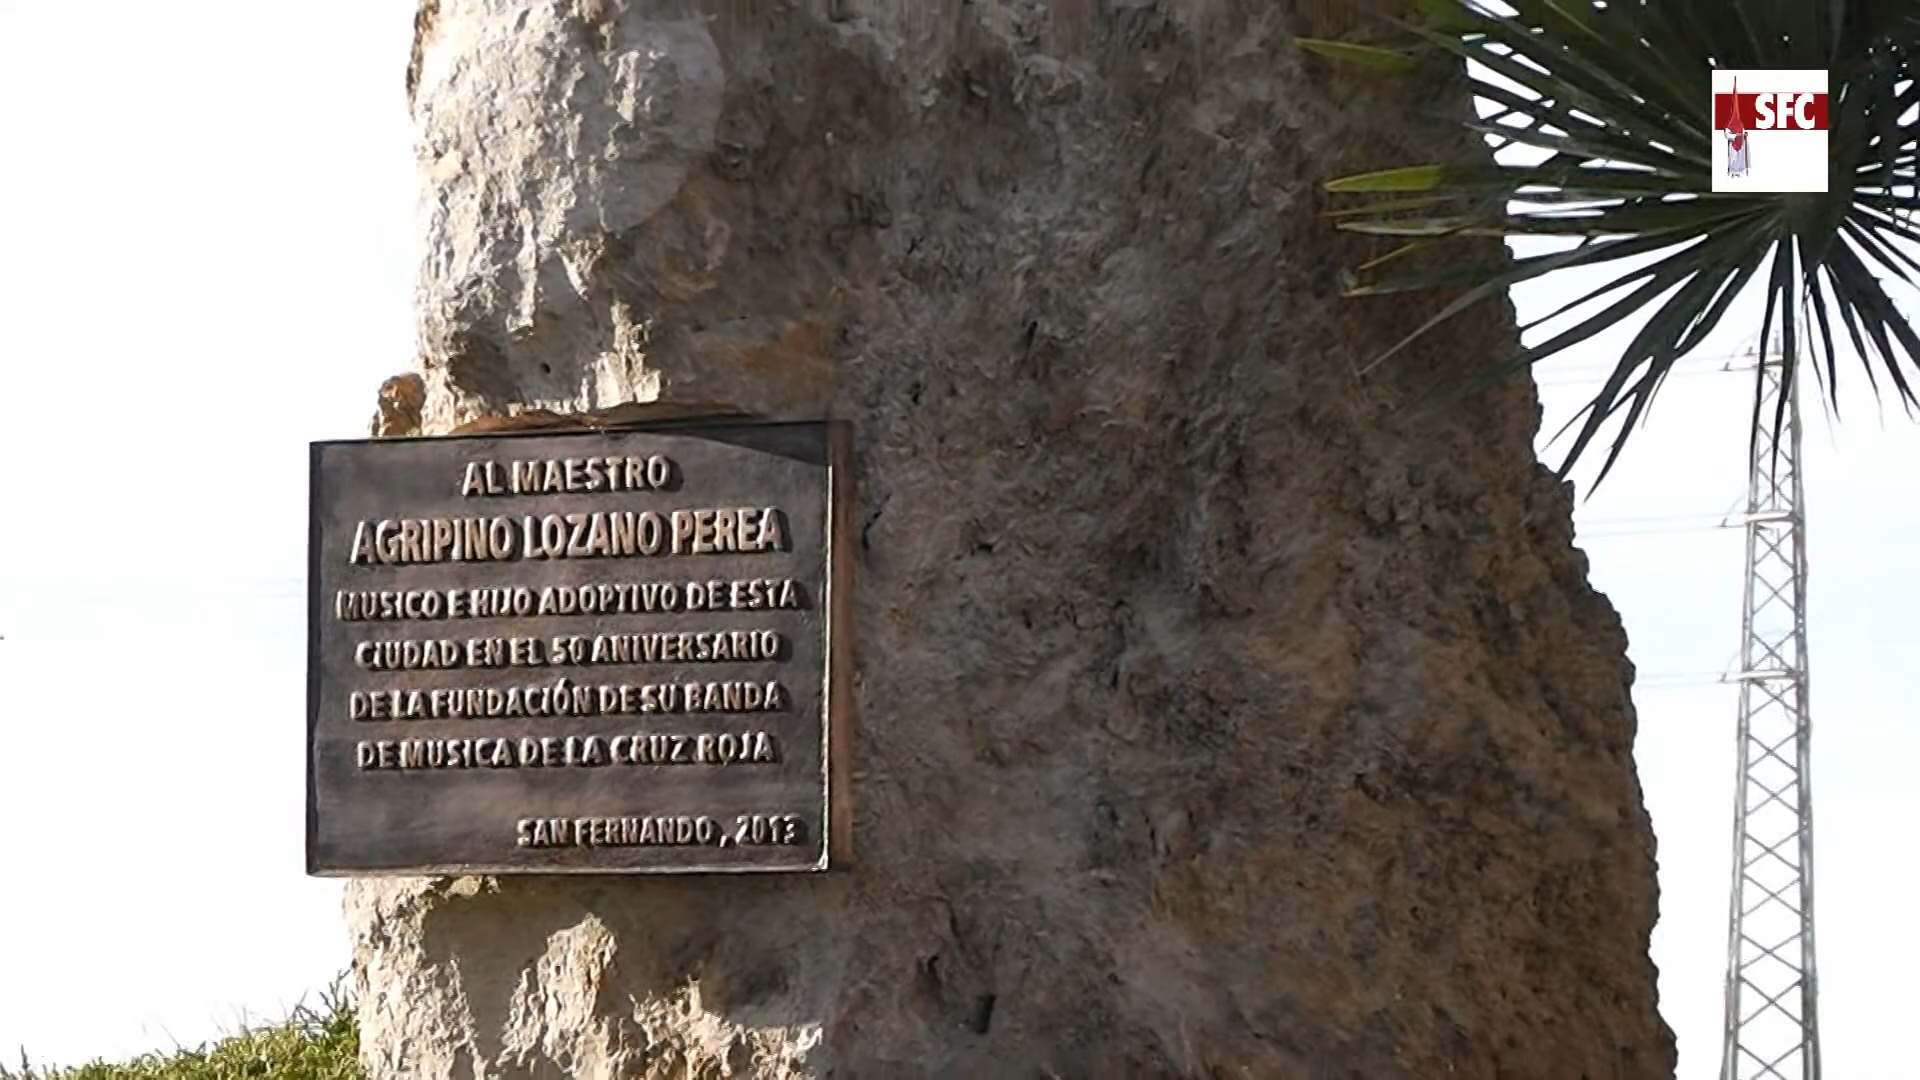 SFC
AL MAESTRO
AGRIPINO LOZANO PEREA
MUSICO E HIJO ADOPTIVO DE ESTA
CIUDAD EN EL 50 ANIVERSARIO
DE LA FUNDACIÓN DE SU BANDA
DE MUSICA DE LA CRUZ ROJA
SAN FERNANDO, 2013